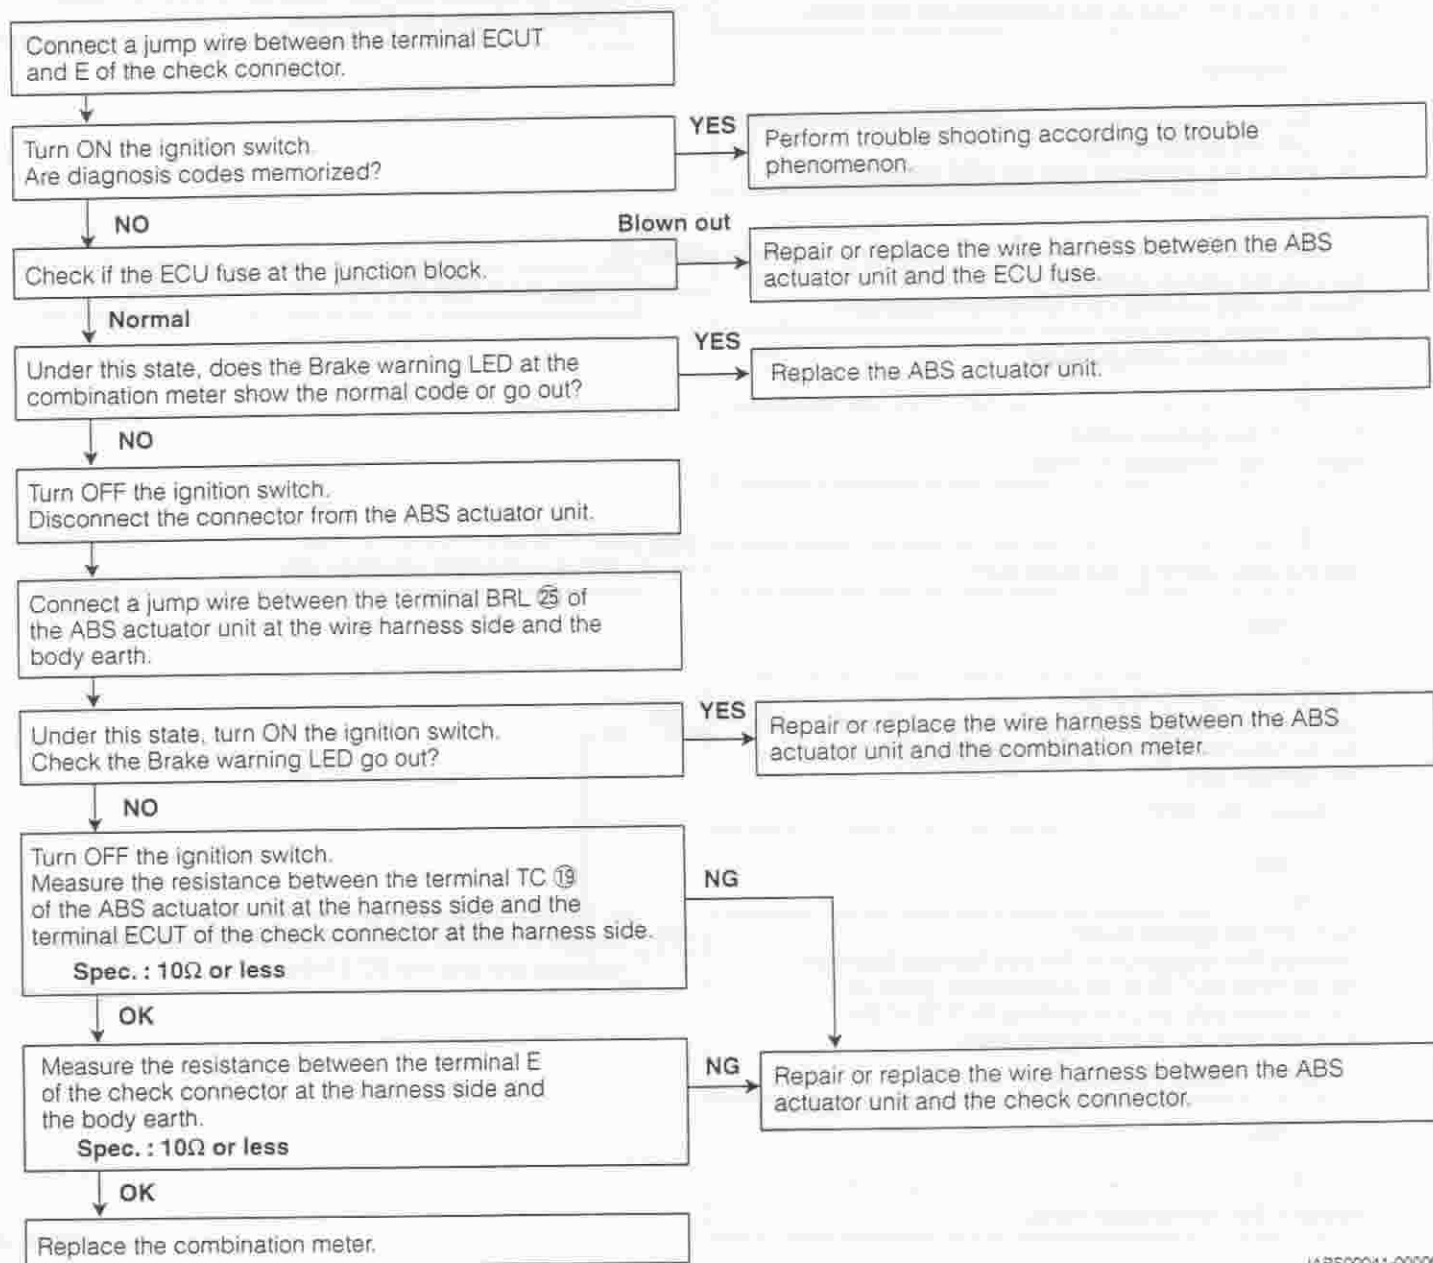 Connect a jump wire between the terminal ECUT
and E of the check connector.
Turn ON the ignition switch.
Are diagnosis codes memorized?
YES
Perform trouble shooting according to trouble
phenomenon.
NO
Check if the ECU fuse at the junction block.
Blown out
Repair or replace the wire harness between the ABS
actuator unit and the ECU fuse.
Normal
Under this state, does the Brake warning LED at the
combination meter show the normal code or go out?
YES
Replace the ABS actuator unit.
NO
Turn OFF the ignition switch.
Disconnect the connector from the ABS actuator unit.
Connect a jump wire between the terminal BRL ㉕ of
the ABS actuator unit at the wire harness side and the
body earth.
Under this state, turn ON the ignition switch.
Check the Brake warning LED go out?
YES
Repair or replace the wire harness between the ABS
actuator unit and the combination meter.
NO
Turn OFF the ignition switch.
Measure the resistance between the terminal TC ⑲
of the ABS actuator unit at the harness side and the
terminal ECUT of the check connector at the harness side.
Spec. : 10Ω or less
NG
OK
Measure the resistance between the terminal E
of the check connector at the harness side and
the body earth.
Spec. : 10Ω or less
NG
Repair or replace the wire harness between the ABS
actuator unit and the check connector.
OK
Replace the combination meter.